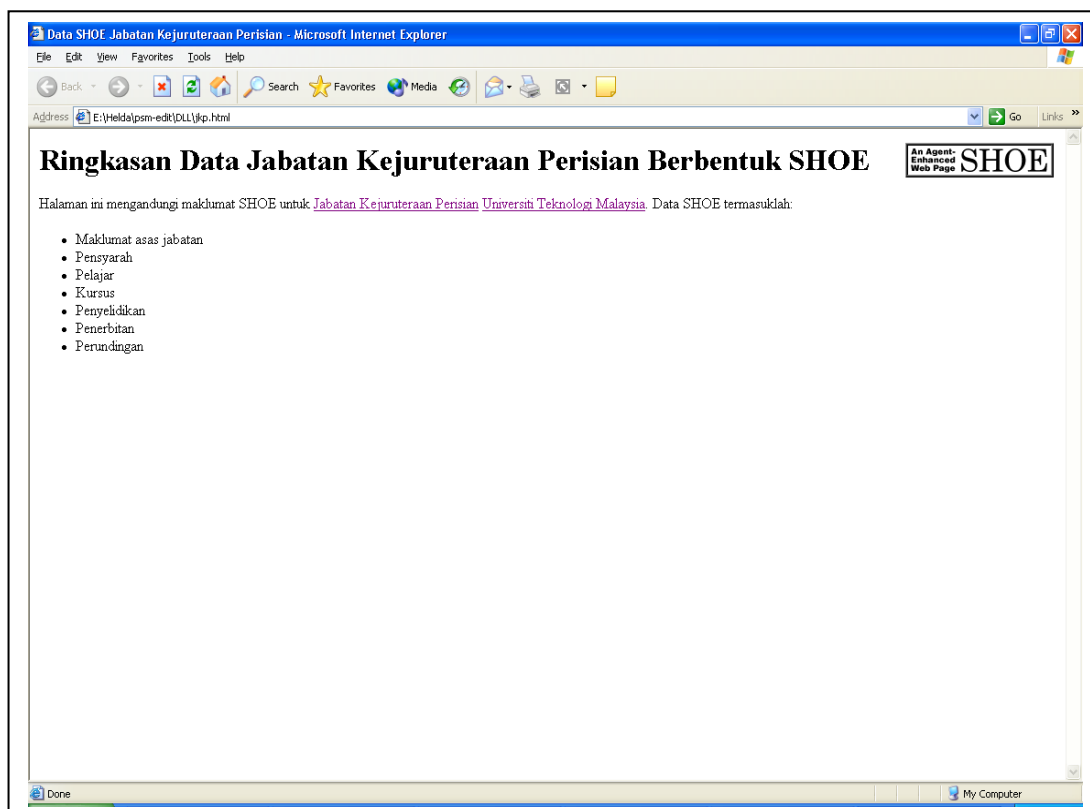 Data SHOE Jabatan Kejuruteraan Perisian - Microsoft Internet Explorer
File Edit View Favorites Tools Help
Back Search Favorites Media
Address E:\Helda\psm-edit\DLL\jkp.html Go Links »
Ringkasan Data Jabatan Kejuruteraan Perisian Berbentuk SHOE
An Agent-
Enhanced
Web Page
SHOE
Halaman ini mengandungi maklumat SHOE untuk Jabatan Kejuruteraan Perisian Universiti Teknologi Malaysia. Data SHOE termasuklah:
• Maklumat asas jabatan
• Pensyarah
• Pelajar
• Kursus
• Penyelidikan
• Penerbitan
• Perundingan
Done My Computer